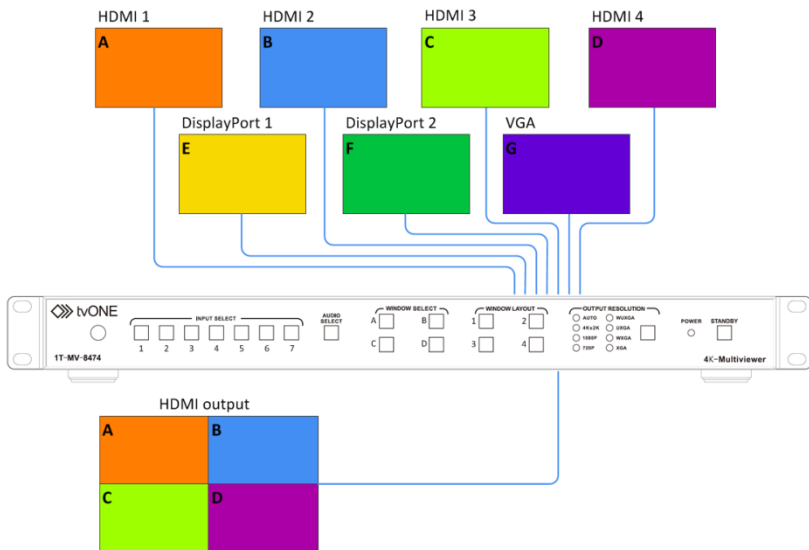 HDMI 1 HDMI 2 HDMI 3 HDMI 4
A B C D
DisplayPort 1 DisplayPort 2 VGA
E F G
tvONE
INPUT SELECT
1 2 3 4 5 6 7
AUDIO
SELECT
WINDOW SELECT
A B
C D
WINDOW LAYOUT
1 2
3 4
OUTPUT RESOLUTION
AUTO WUXGA
4Kx2K UXGA
1080P WXGA
720P XGA
POWER STANDBY
1T-MV-8474
4K-Multiviewer
HDMI output
A B
C D